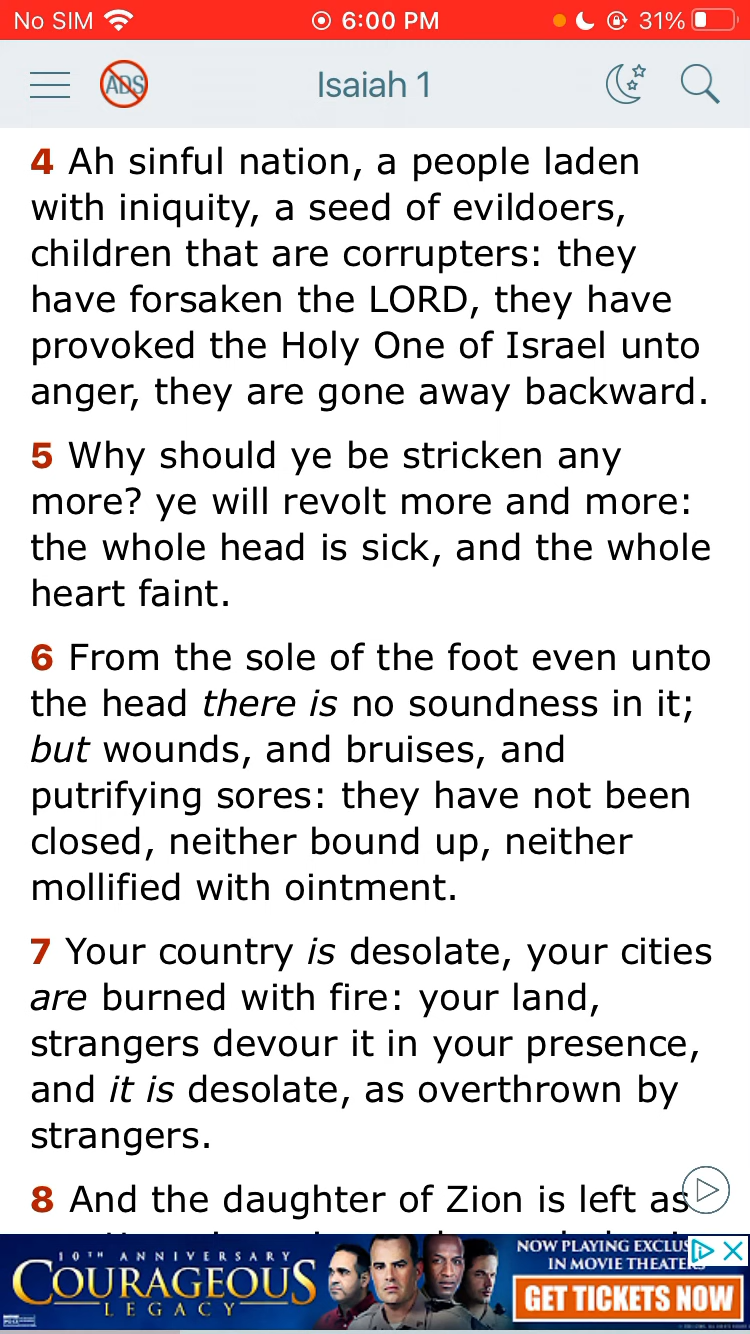 No SIM 6:00 PM 31%
ADS Isaiah 1
4 Ah sinful nation, a people laden
with iniquity, a seed of evildoers,
children that are corrupters: they
have forsaken the LORD, they have
provoked the Holy One of Israel unto
anger, they are gone away backward.
5 Why should ye be stricken any
more? ye will revolt more and more:
the whole head is sick, and the whole
heart faint.
6 From the sole of the foot even unto
the head there is no soundness in it;
but wounds, and bruises, and
putrifying sores: they have not been
closed, neither bound up, neither
mollified with ointment.
7 Your country is desolate, your cities
are burned with fire: your land,
strangers devour it in your presence,
and it is desolate, as overthrown by
strangers.
8 And the daughter of Zion is left as
10TH ANNIVERSARY
COURAGEOUS
LEGACY
NOW PLAYING
IN MOVIE
GET TICKETS NOW